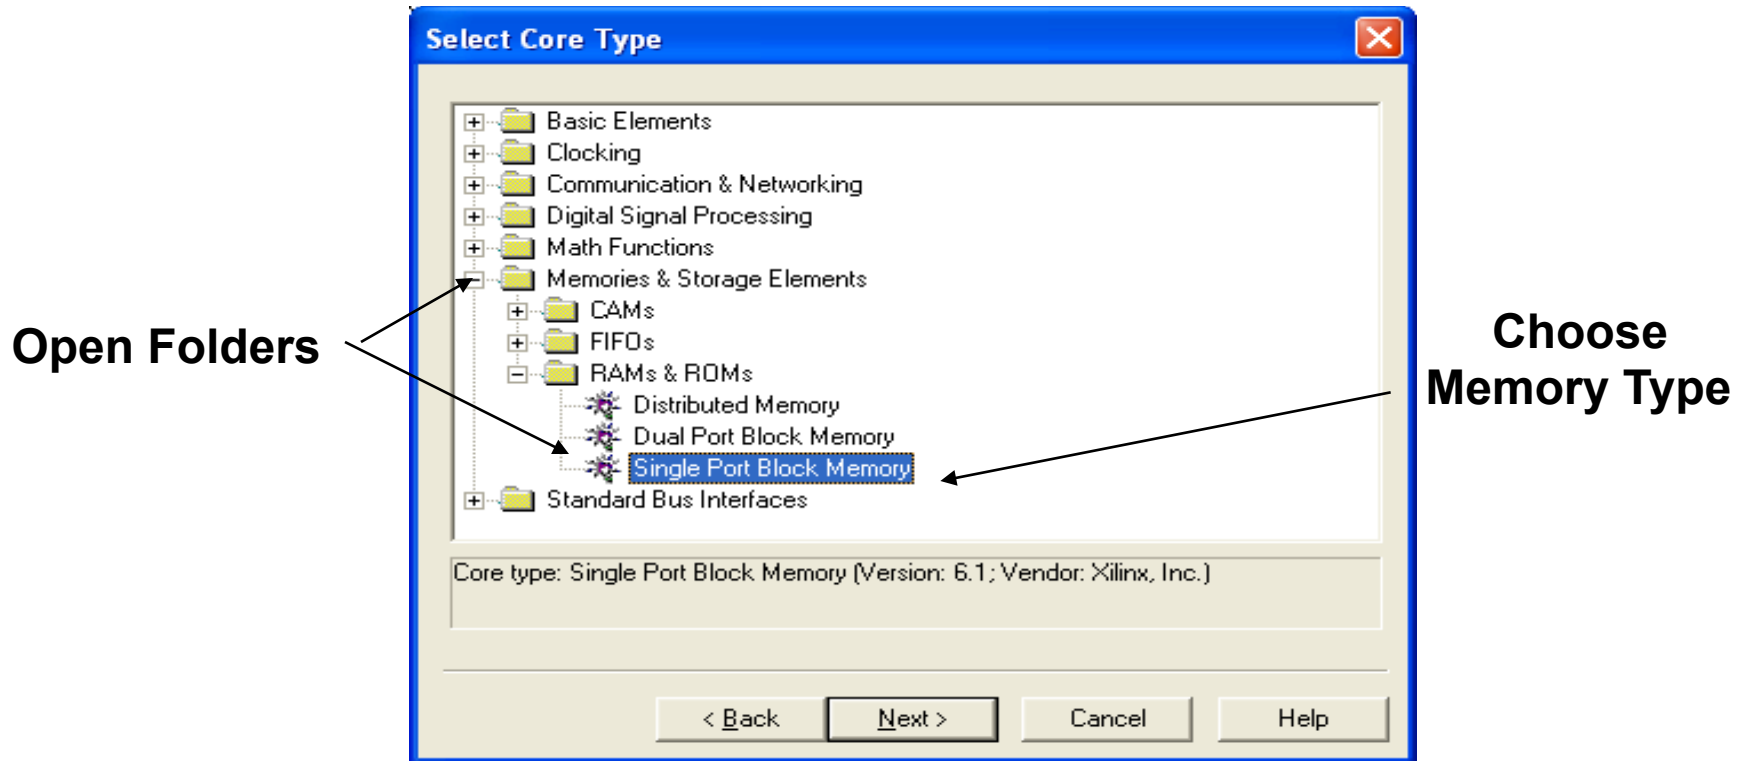 Select Core Type
Basic Elements
Clocking
Communication & Networking
Digital Signal Processing
Math Functions
Memories & Storage Elements
CAMs
FIFOs
RAMs & ROMs
Distributed Memory
Dual Port Block Memory
Single Port Block Memory
Standard Bus Interfaces
Open Folders
Choose
Memory Type
Core type: Single Port Block Memory (Version: 6.1; Vendor: Xilinx, Inc.)
< Back
Next >
Cancel
Help